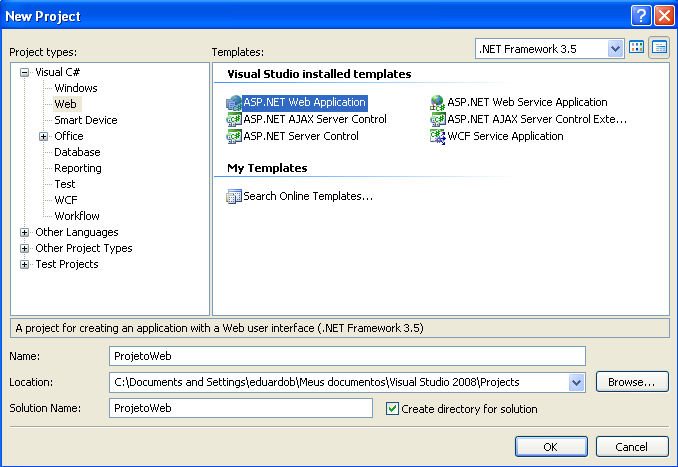 New Project
Project types:
Templates:
.NET Framework 3.5
Visual C#
Windows
Web
Smart Device
Office
Database
Reporting
Test
WCF
Workflow
Other Languages
Other Project Types
Test Projects
Visual Studio installed templates
ASP.NET Web Application
ASP.NET Web Service Application
ASP.NET AJAX Server Control
ASP.NET AJAX Server Control Exte...
ASP.NET Server Control
WCF Service Application
My Templates
Search Online Templates...
A project for creating an application with a Web user interface (.NET Framework 3.5)
Name:
ProjetoWeb
Location:
C:\Documents and Settings\eduardob\Meus documentos\Visual Studio 2008\Projects
Browse...
Solution Name:
ProjetoWeb
Create directory for solution
OK
Cancel